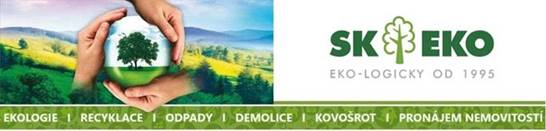 SK EKO
EKO-LOGICKY OD 1995
EKOLOGIE I RECYKLACE I ODPADY I DEMOLICE I KOVOŠROT I PRONÁJEM NEMOVITOSTÍ